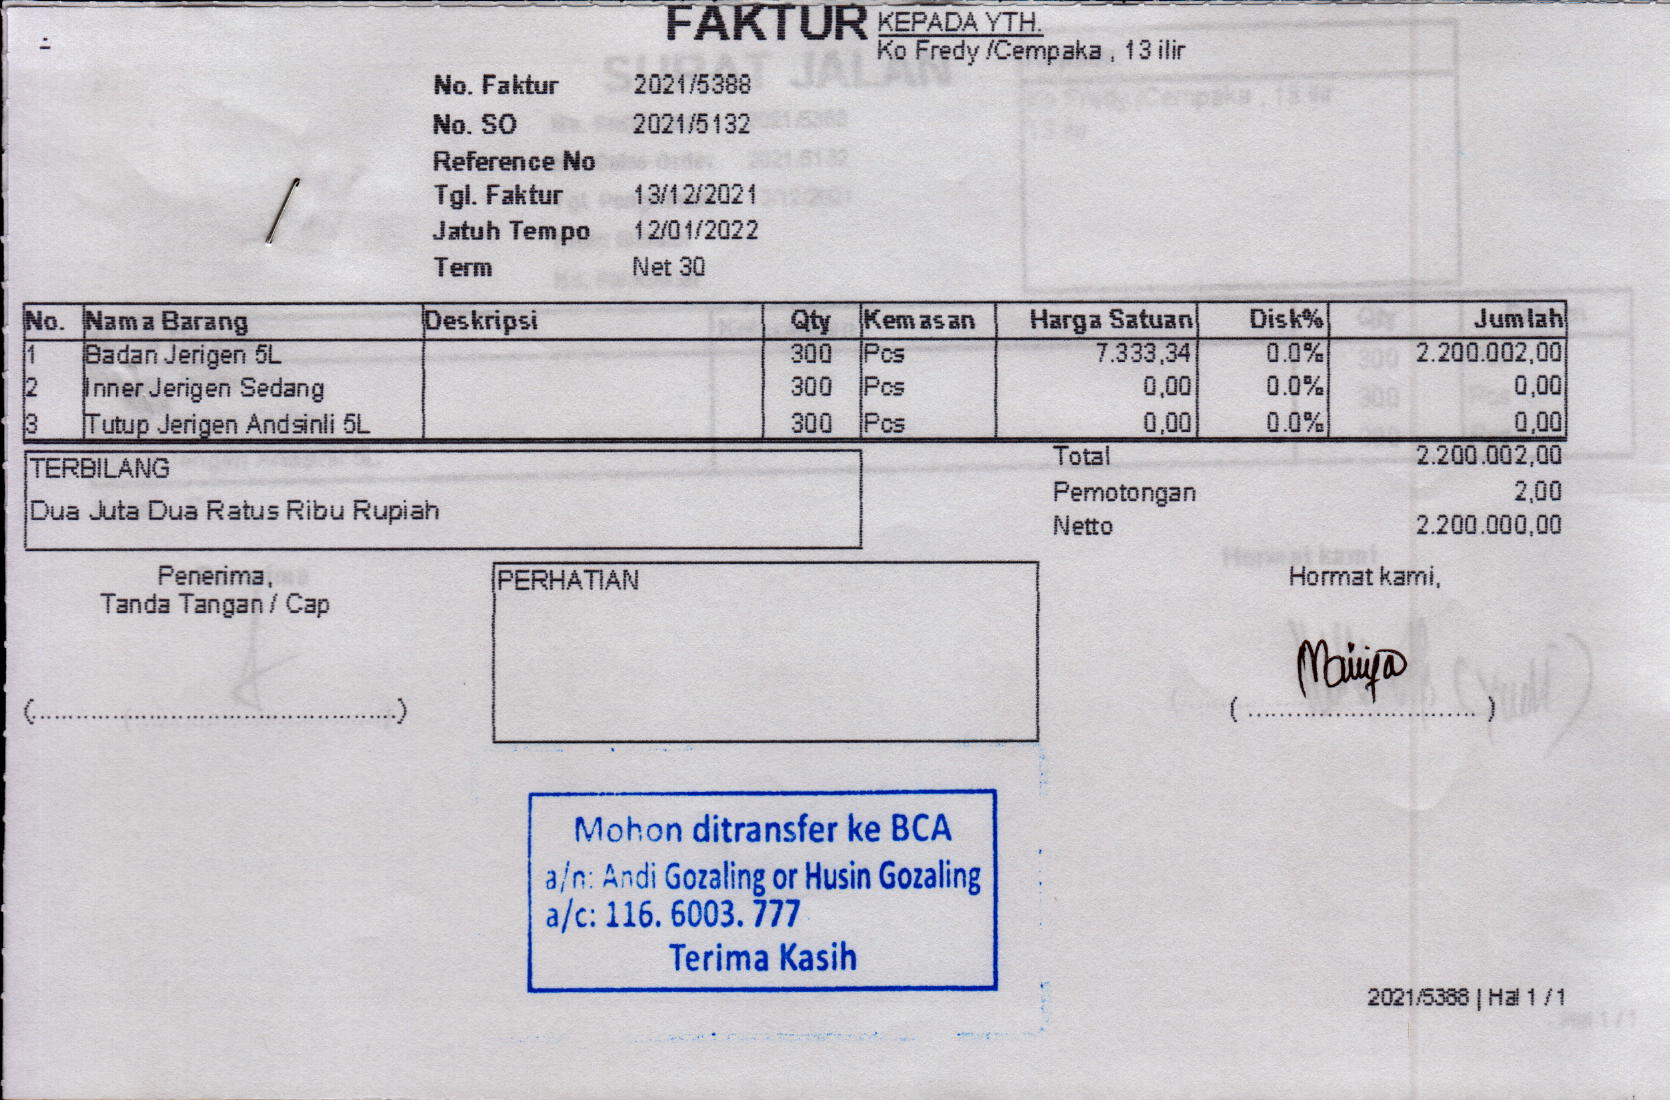 FAKTUR
KEPADA YTH.
Ko Fredy /Cempaka , 13 ilir
No. Faktur 2021/5388
No. SO 2021/5132
Reference No
Tgl. Faktur 13/12/2021
Jatuh Tempo 12/01/2022
Term Net 30
No. Nama Barang Deskripsi Qty Kemasan Harga Satuan Disk% Jumlah
1 Badan Jerigen 5L 300 Pcs 7.333,34 0.0% 2.200.002,00
2 Inner Jerigen Sedang 300 Pcs 0,00 0.0% 0,00
3 Tutup Jerigen Andsinli 5L 300 Pcs 0,00 0.0% 0,00
TERBILANG
Dua Juta Dua Ratus Ribu Rupiah
Total 2.200.002,00
Pemotongan 2,00
Netto 2.200.000,00
Penerima,
Tanda Tangan / Cap
(..................................................)
PERHATIAN
Hormat kami,
( ............................ )
Mohon ditransfer ke BCA
a/n: Andi Gozaling or Husin Gozaling
a/c: 116. 6003. 777
Terima Kasih
2021/5388 | Hal 1 / 1